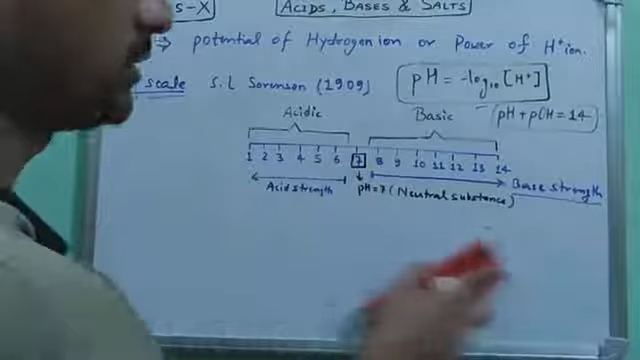 S-X ACIDS, BASES & SALTS
⇒ potential of Hydrogen ion or Power of H⁺ ion.
scale S.L Sorenson (1909) pH = -log₁₀ [H⁺]
Acidic Basic (pH + pOH = 14)
1 2 3 4 5 6 7 8 9 10 11 12 13 14
Acid strength pH=7 (Neutral substance) Base strength